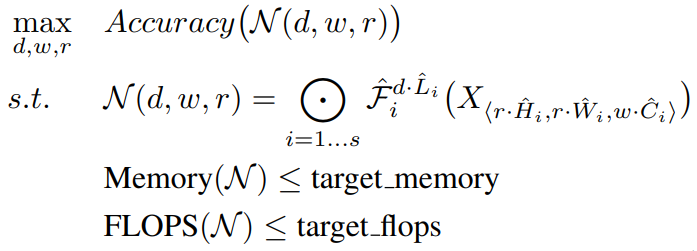 max d,w,r Accuracy(𝒩(d, w, r))
s.t. 𝒩(d, w, r) = ⨀ i=1...s ℱ̂ᵢ^{d·L̂ᵢ}(X_{⟨r·Ĥᵢ,r·Ŵᵢ,w·Ĉᵢ⟩})
Memory(𝒩) ≤ target_memory
FLOPS(𝒩) ≤ target_flops